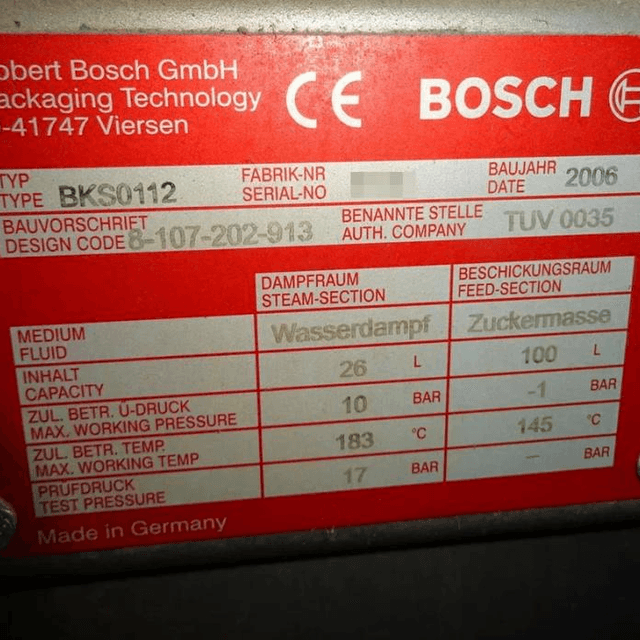 obert Bosch GmbH
ackaging Technology
-41747 Viersen
CE
BOSCH
TYP
TYPE BKS0112
FABRIK-NR
SERIAL-NO
BAUJAHR
DATE 2006
BAUVORSCHRIFT
DESIGN CODE 8-107-202-913
BENANNTE STELLE
AUTH. COMPANY
TUV 0035
DAMPFRAUM
STEAM-SECTION
BESCHICKUNGSRAUM
FEED-SECTION
MEDIUM
FLUID
Wasserdampf
Zuckermasse
INHALT
CAPACITY
26 L
100 L
ZUL. BETR. Ü-DRUCK
MAX. WORKING PRESSURE
10 BAR
-1 BAR
ZUL. BETR. TEMP.
MAX. WORKING TEMP
183 °C
145 °C
PRÜFDRUCK
TEST PRESSURE
17 BAR
– BAR
Made in Germany